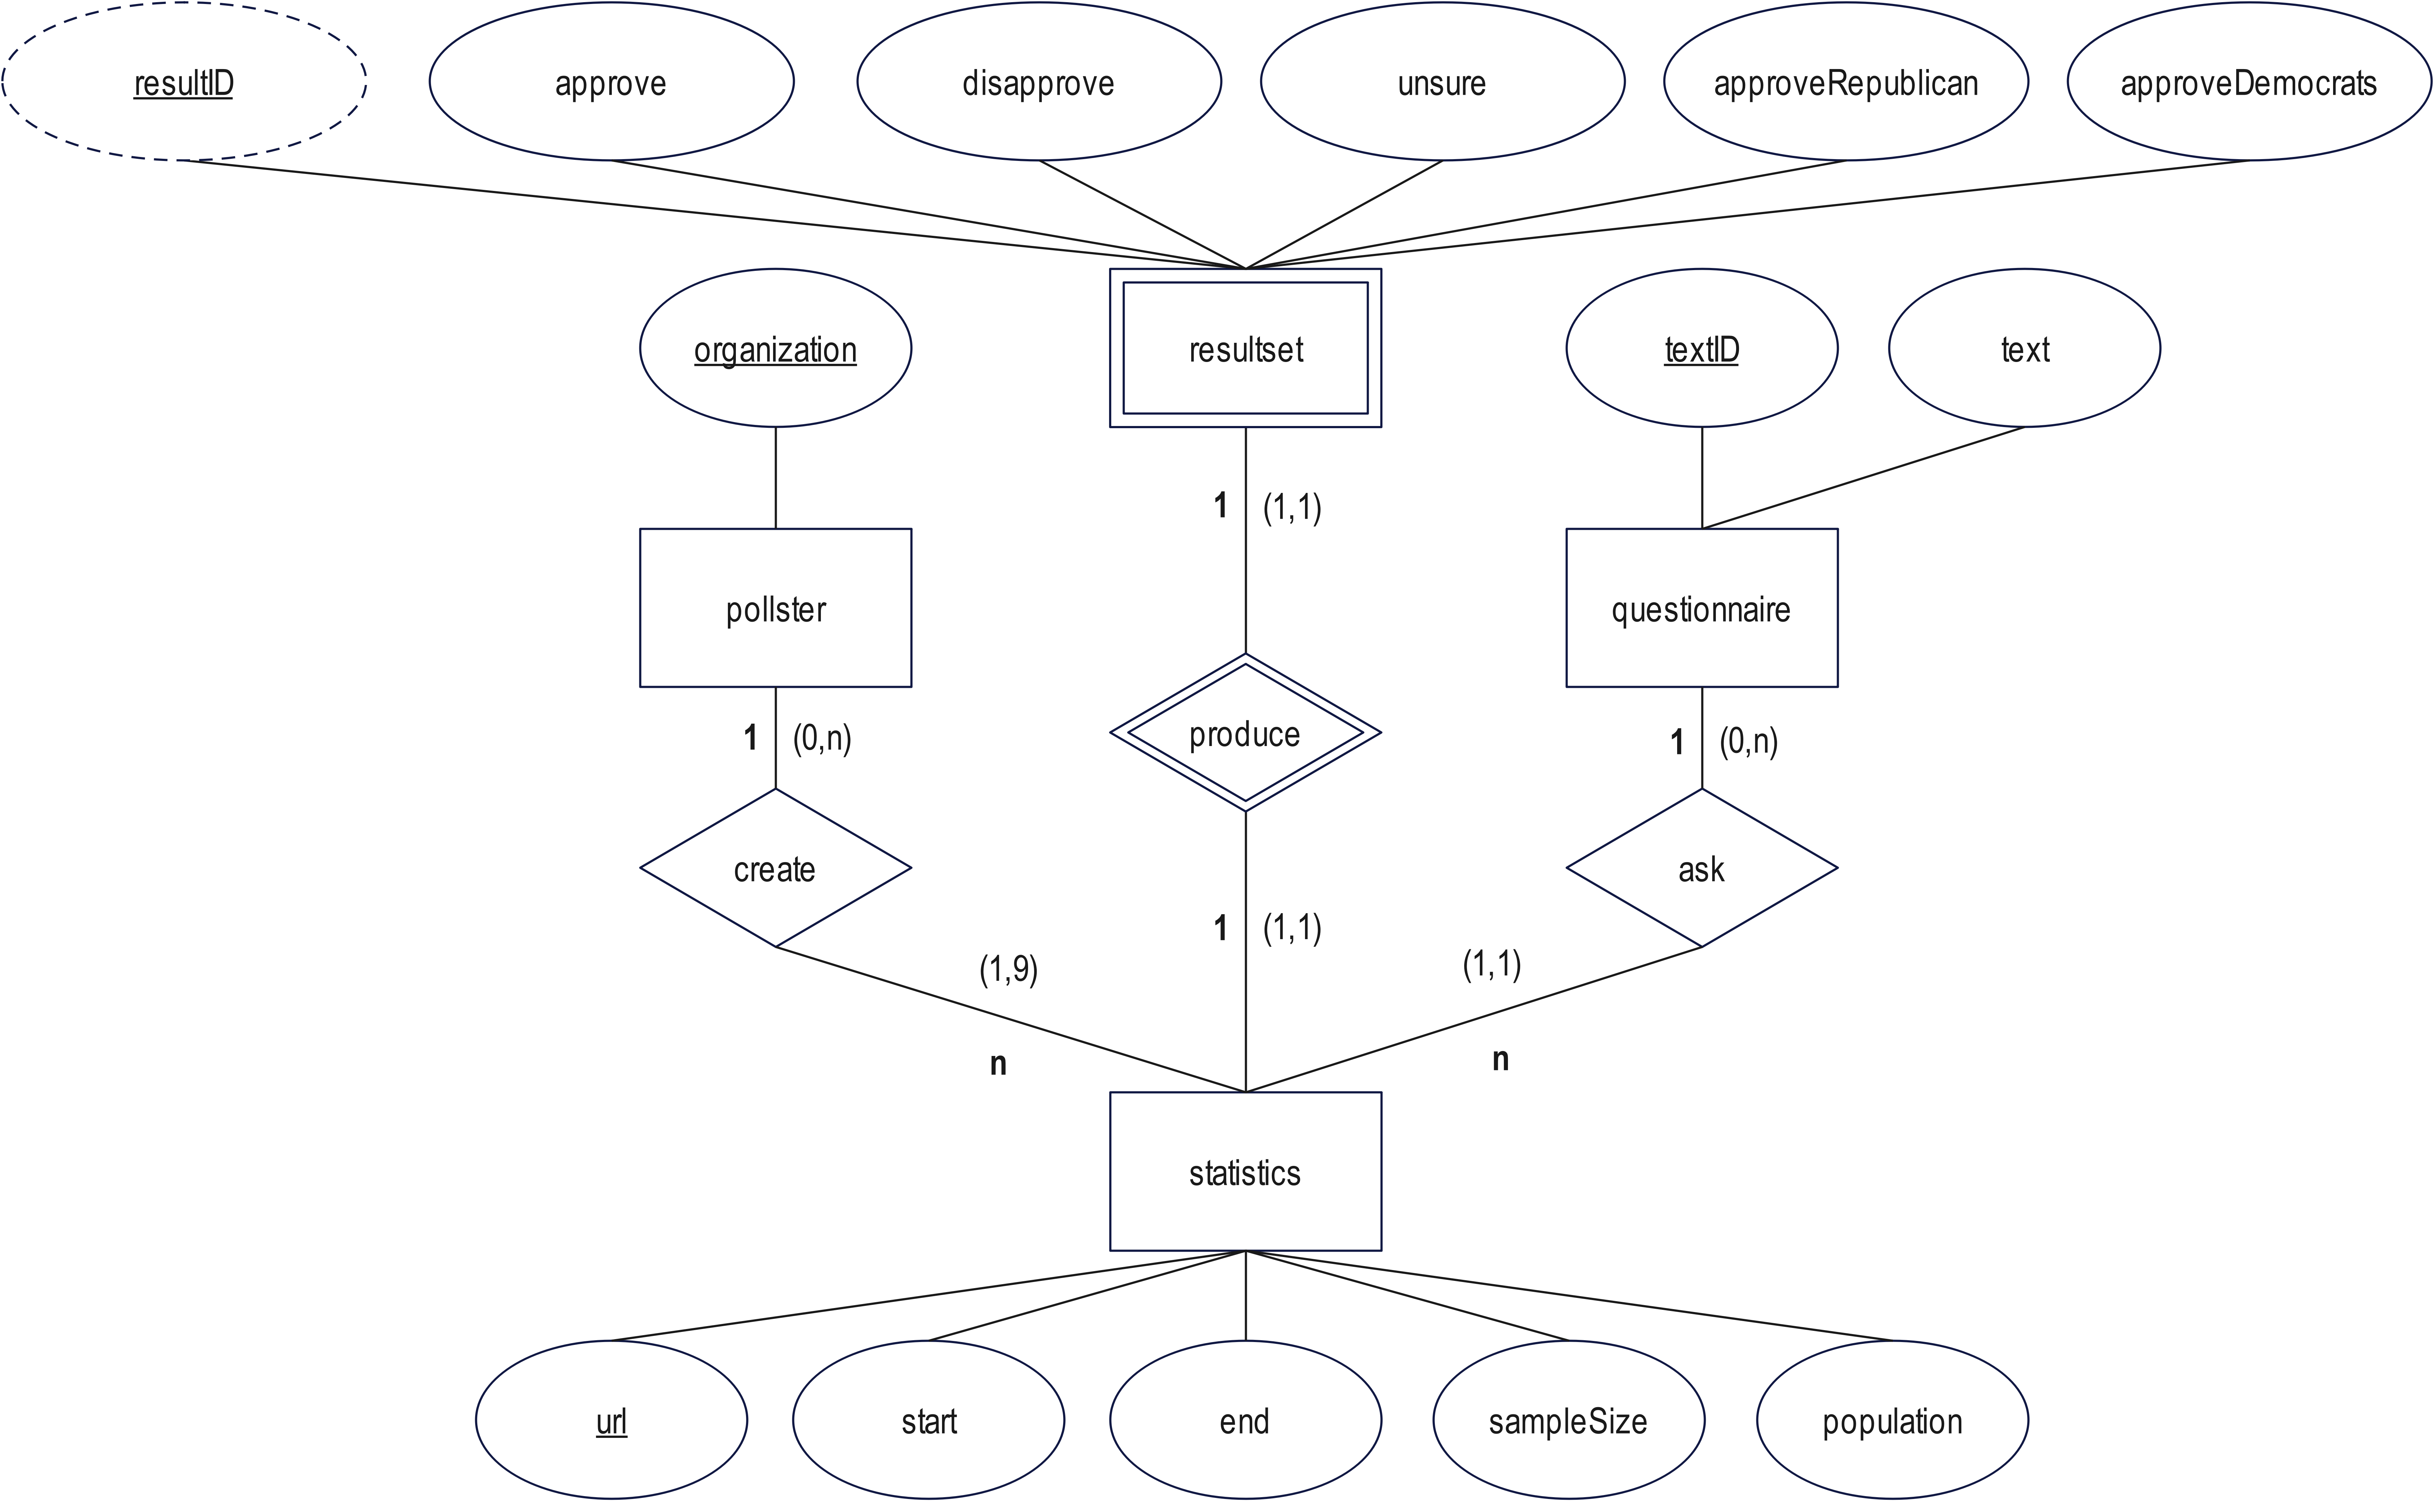 resultID
approve
disapprove
unsure
approveRepublican
approveDemocrats
organization
resultset
textID
text
1 (1,1)
pollster
questionnaire
1 (0,n)
produce
1 (0,n)
create
ask
1 (1,1)
(1,9)
(1,1)
n
n
statistics
url
start
end
sampleSize
population